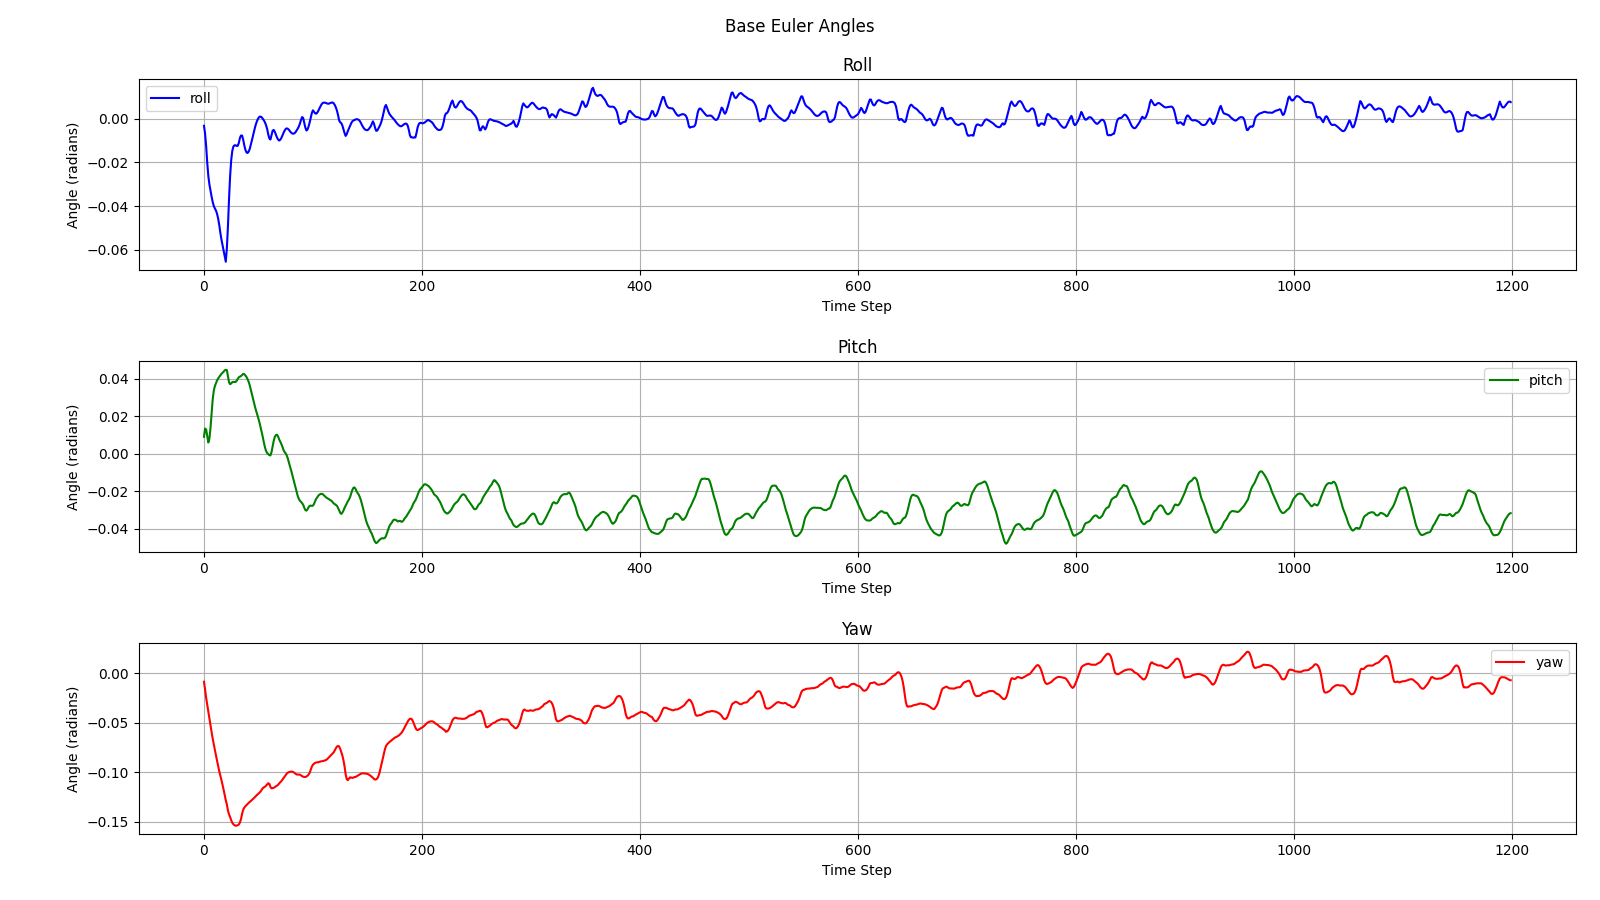 Base Euler Angles
Roll
roll
Angle (radians)
0.00
−0.02
−0.04
−0.06
0 200 400 600 800 1000 1200
Time Step
Pitch
pitch
Angle (radians)
0.04
0.02
0.00
−0.02
−0.04
0 200 400 600 800 1000 1200
Time Step
Yaw
yaw
Angle (radians)
0.00
−0.05
−0.10
−0.15
0 200 400 600 800 1000 1200
Time Step